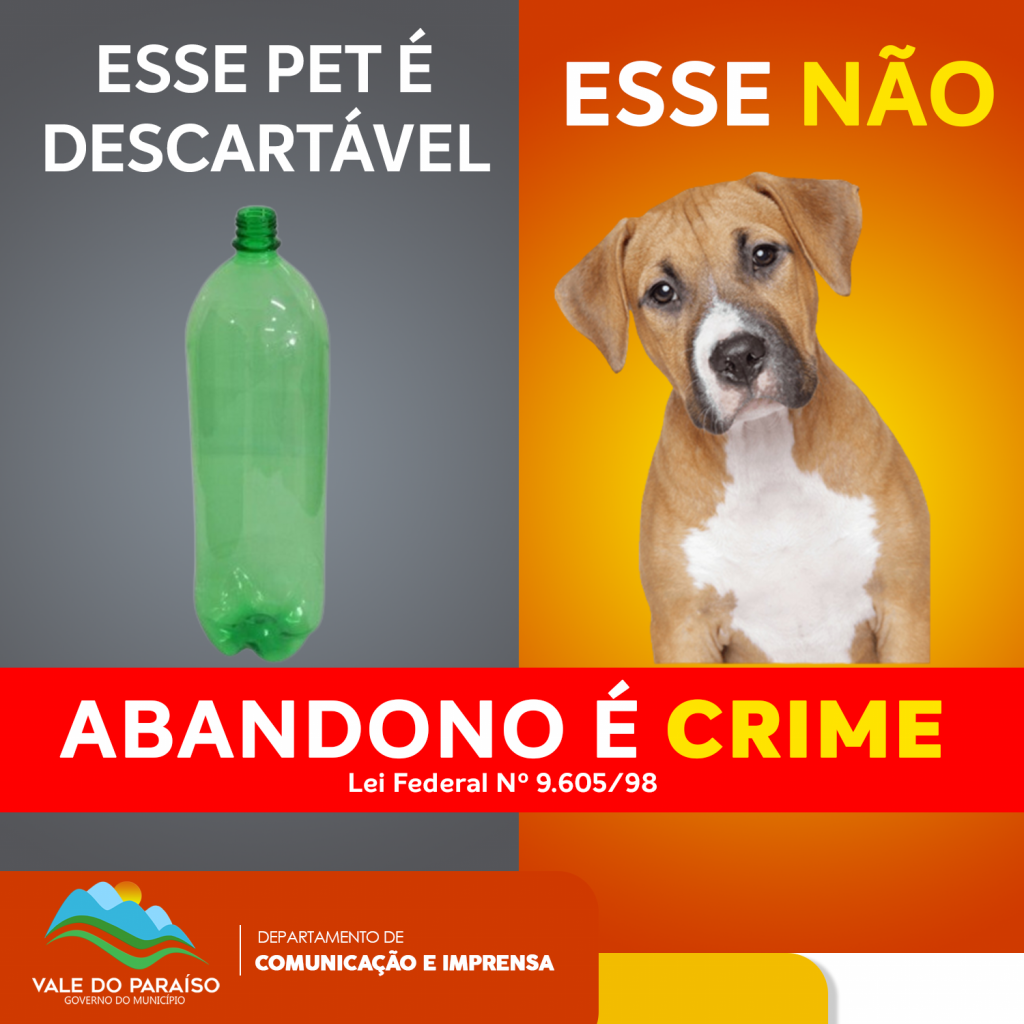 ESSE PET É
DESCARTÁVEL
ESSE NÃO
ABANDONO É CRIME
Lei Federal Nº 9.605/98
VALE DO PARAÍSO
GOVERNO DO MUNICÍPIO
DEPARTAMENTO DE
COMUNICAÇÃO E IMPRENSA